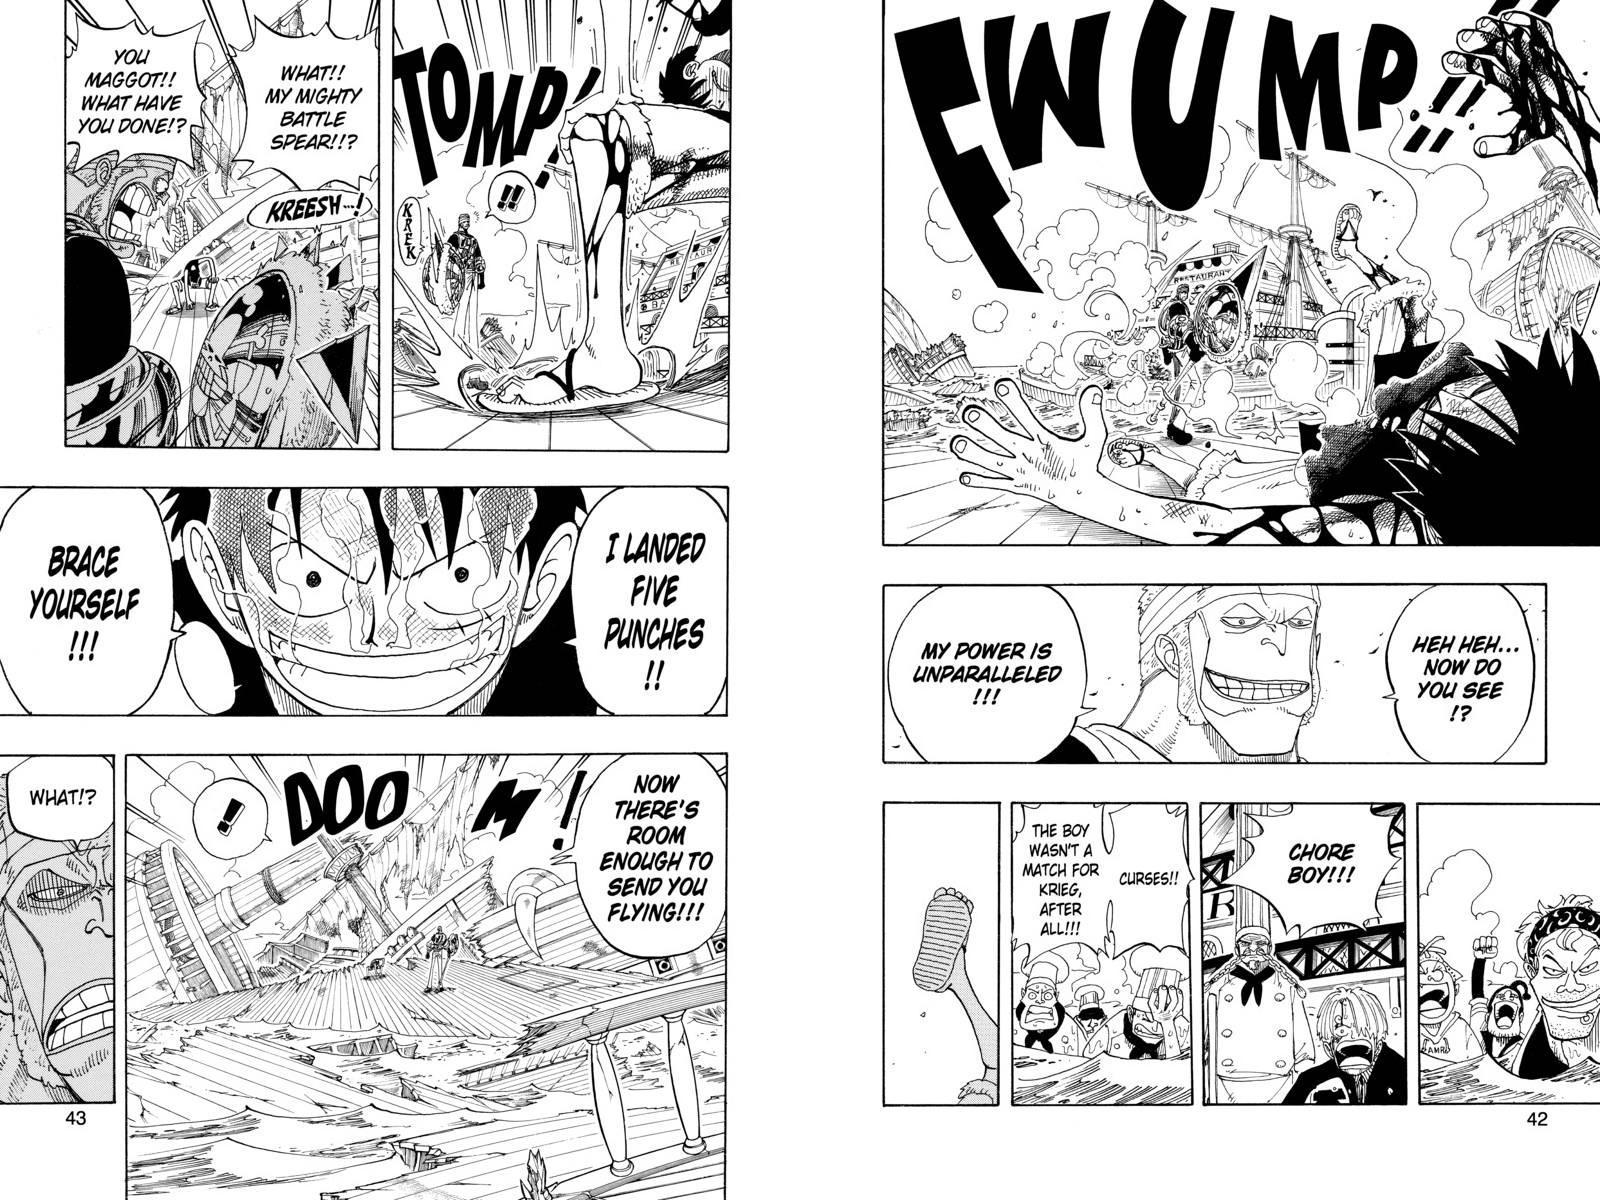 FWUMP!!
RESTAURANT
HEH HEH...
NOW DO
YOU SEE
!?
MY POWER IS
UNPARALLELED
!!!
CHORE
BOY!!!
CURSES!!
THE BOY
WASN'T A
MATCH FOR
KRIEG,
AFTER
ALL!!!
42
TOMP!
!!
KREK
WHAT!!
MY MIGHTY
BATTLE
SPEAR!!?
YOU
MAGGOT!!
WHAT HAVE
YOU DONE!?
KREESH...!
I LANDED
FIVE
PUNCHES
!!
BRACE
YOURSELF
!!!
NOW
THERE'S
ROOM
ENOUGH TO
SEND YOU
FLYING!!!
DOOM!
!
WHAT!?
43